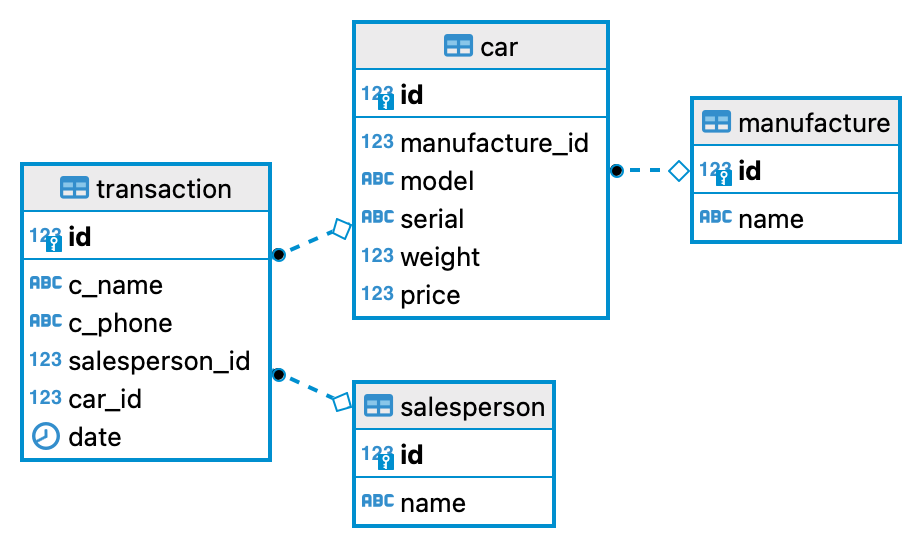 car
123 id
123 manufacture_id
ABC model
ABC serial
123 weight
123 price
manufacture
123 id
ABC name
transaction
123 id
ABC c_name
ABC c_phone
123 salesperson_id
123 car_id
date
salesperson
123 id
ABC name